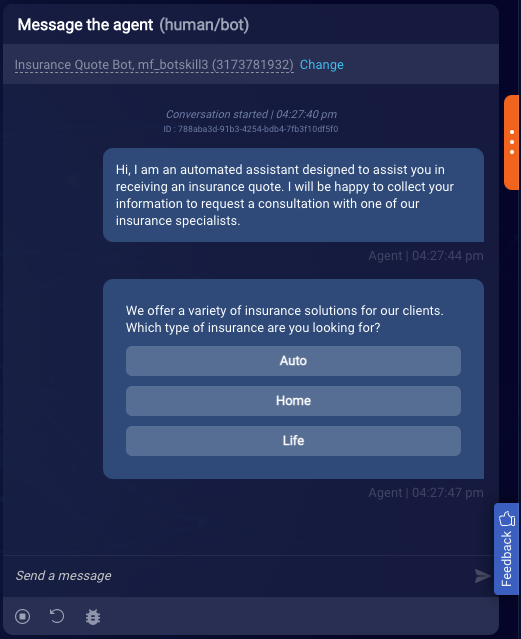 Message the agent (human/bot)
Insurance Quote Bot, mf_botskill3 (3173781932) Change
Conversation started | 04:27:40 pm
ID : 788aba3d-91b3-4254-bdb4-7fb3f10df5f0
Hi, I am an automated assistant designed to assist you in
receiving an insurance quote. I will be happy to collect your
information to request a consultation with one of our
insurance specialists.
Agent | 04:27:44 pm
We offer a variety of insurance solutions for our clients.
Which type of insurance are you looking for?
Auto
Home
Life
Agent | 04:27:47 pm
Feedback
Send a message